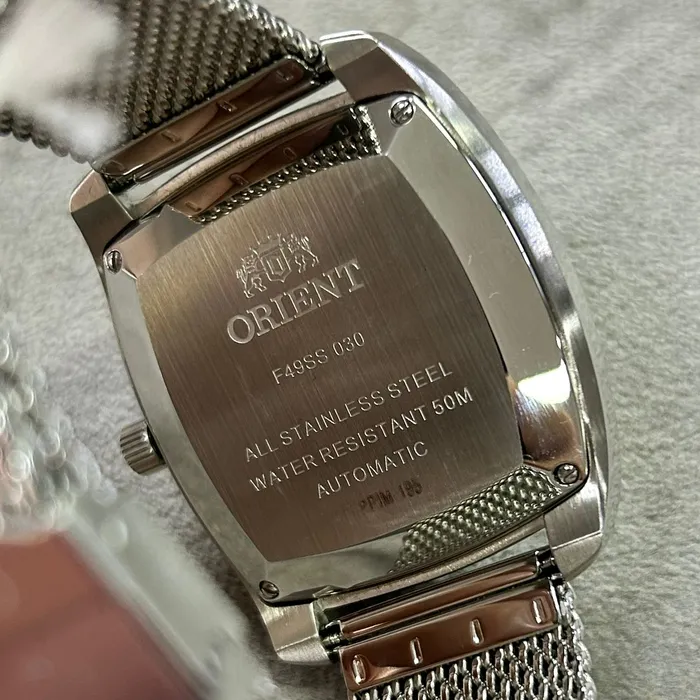 ORIENT
F49SS 030
ALL STAINLESS STEEL
WATER RESISTANT 50M
AUTOMATIC